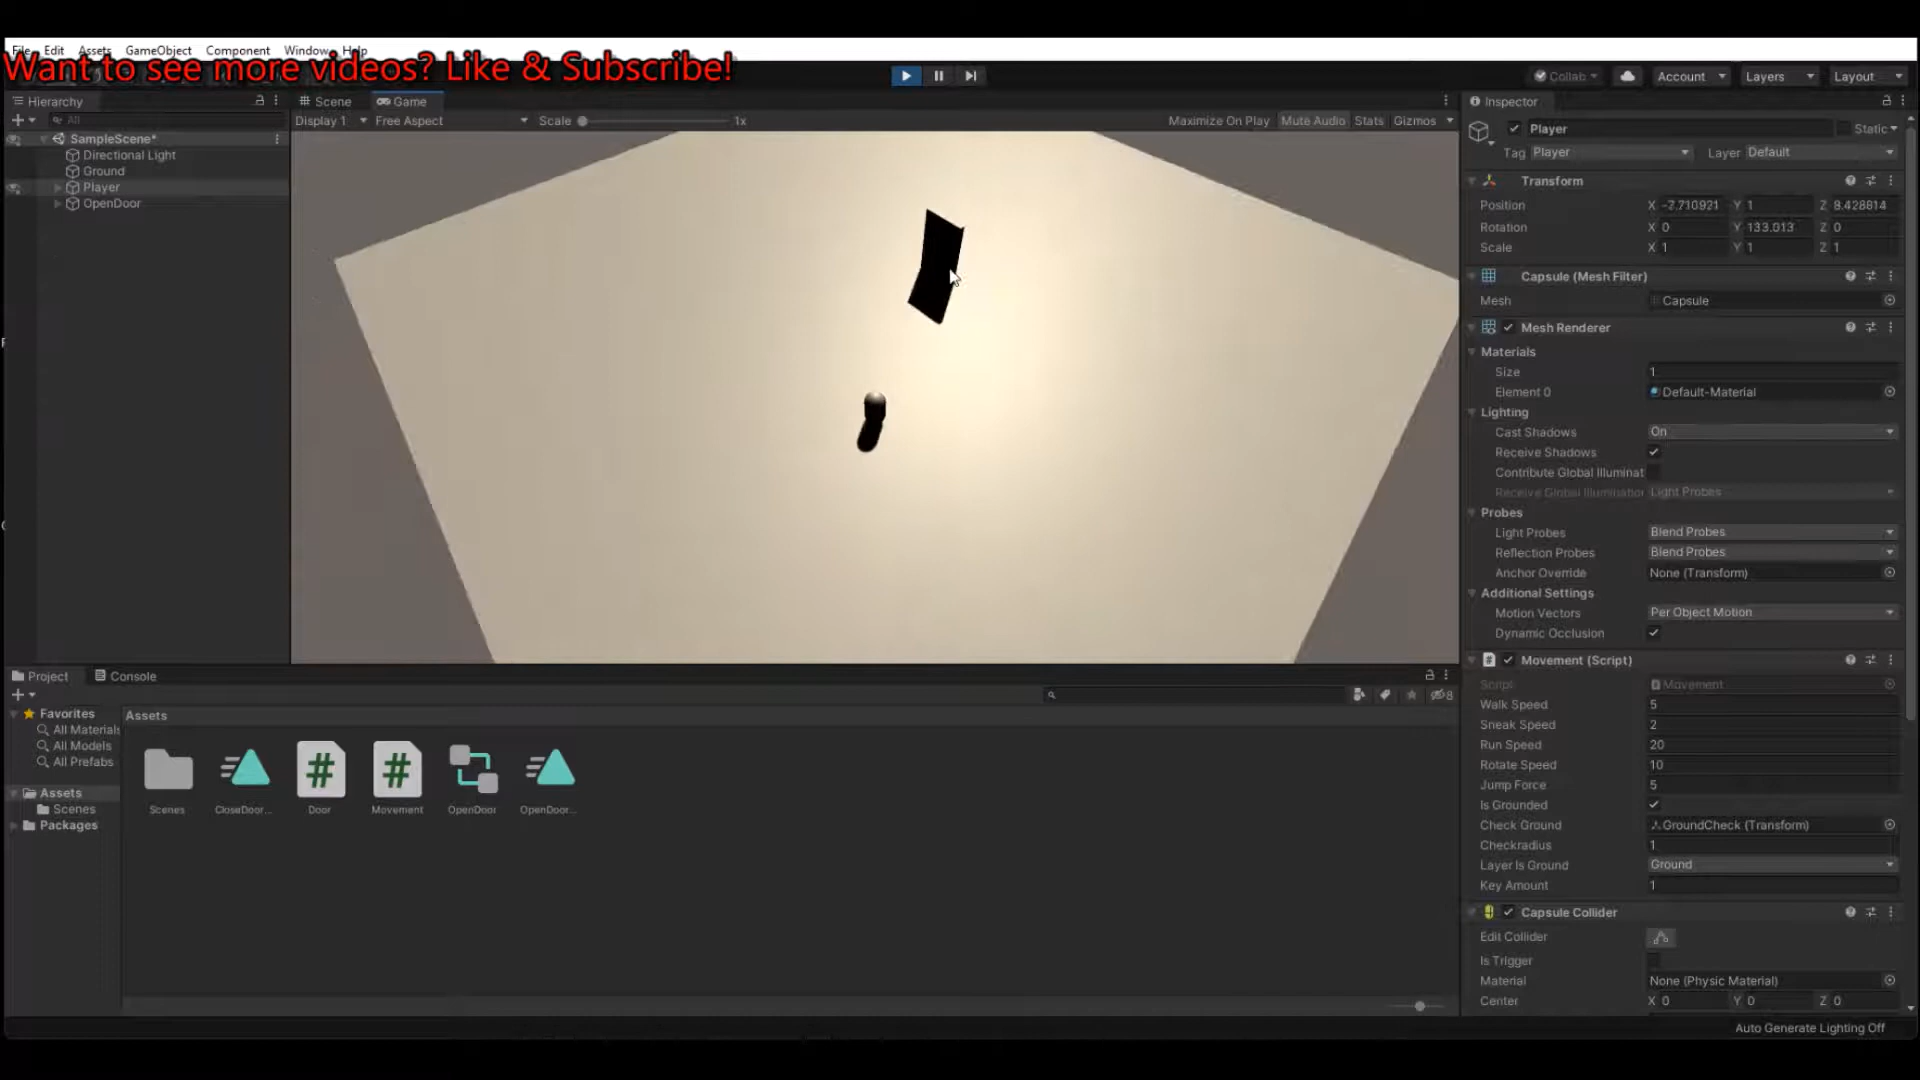 File Edit Assets GameObject Component Window Help
Want to see more videos? Like & Subscribe!
Collab Account Layers Layout
Hierarchy
Scene Game
Inspector
All
Display 1 Free Aspect Scale 1x Maximize On Play Mute Audio Stats Gizmos
SampleScene*
Directional Light
Ground
Player
OpenDoor
Player Static
Tag Player Layer Default
Transform
Position X -7.710921 Y 1 Z 8.428814
Rotation X 0 Y 133.013 Z 0
Scale X 1 Y 1 Z 1
Capsule (Mesh Filter)
Mesh Capsule
Mesh Renderer
Materials
Size 1
Element 0 Default-Material
Lighting
Cast Shadows On
Receive Shadows
Contribute Global Illuminat
Receive Global Illumination Light Probes
Probes
Light Probes Blend Probes
Reflection Probes Blend Probes
Anchor Override None (Transform)
Additional Settings
Motion Vectors Per Object Motion
Dynamic Occlusion
# Movement (Script)
Script Movement
Walk Speed 5
Sneak Speed 2
Run Speed 20
Rotate Speed 10
Jump Force 5
Is Grounded
Check Ground GroundCheck (Transform)
Checkradius 1
Layer Is Ground Ground
Key Amount 1
Capsule Collider
Edit Collider
Is Trigger
Material None (Physic Material)
Center X 0 Y 0 Z 0
Project Console
8
Favorites
All Materials
All Models
All Prefabs
Assets
Scenes
Packages
Assets
# #
Scenes CloseDoor... Door Movement OpenDoor OpenDoor...
Auto Generate Lighting Off